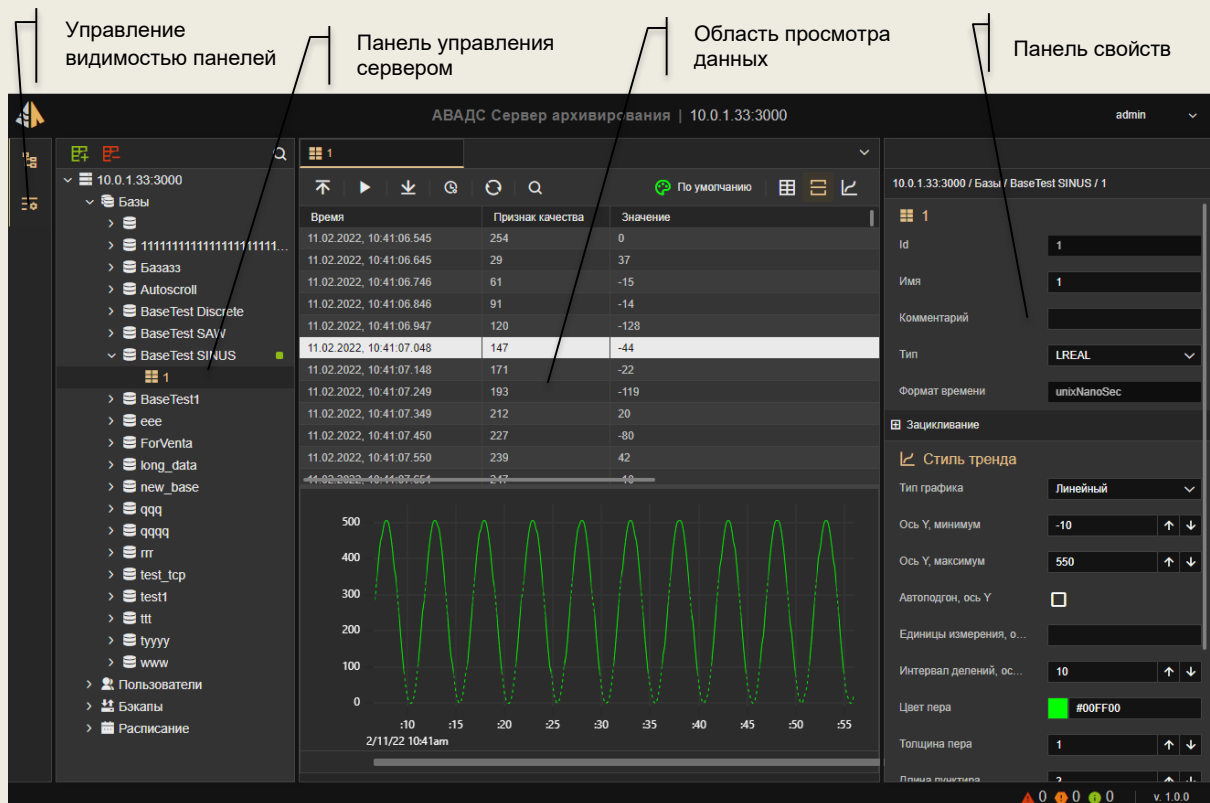 Управление
видимостью панелей
Панель управления
сервером
Область просмотра
данных
Панель свойств
АВАДС Сервер архивирования | 10.0.1.33:3000
admin
10.0.1.33:3000
Базы
111111111111111111111...
Базазз
Autoscroll
BaseTest Discrete
BaseTest SAW
BaseTest SINUS
1
BaseTest1
eee
ForVenta
long_data
new_base
qqq
qqqq
rrr
test_tcp
test1
ttt
tyyyy
www
Пользователи
Бэкапы
Расписание
1
По умолчанию
Время Признак качества Значение
11.02.2022, 10:41:06.545 254 0
11.02.2022, 10:41:06.645 29 37
11.02.2022, 10:41:06.746 61 -15
11.02.2022, 10:41:06.846 91 -14
11.02.2022, 10:41:06.947 120 -128
11.02.2022, 10:41:07.048 147 -44
11.02.2022, 10:41:07.148 171 -22
11.02.2022, 10:41:07.249 193 -119
11.02.2022, 10:41:07.349 212 20
11.02.2022, 10:41:07.450 227 -80
11.02.2022, 10:41:07.550 239 42
11.02.2022, 10:41:07.651 247
500
400
300
200
100
0
:10 :15 :20 :25 :30 :35 :40 :45 :50 :55
2/11/22 10:41am
10.0.1.33:3000 / Базы / BaseTest SINUS / 1
1
Id 1
Имя 1
Комментарий
Тип LREAL
Формат времени unixNanoSec
Зацикливание
Стиль тренда
Тип графика Линейный
Ось Y, минимум -10
Ось Y, максимум 550
Автоподгон, ось Y
Единицы измерения, о...
Интервал делений, ос... 10
Цвет пера #00FF00
Толщина пера 1
Длина пунктира
0 0 0 v. 1.0.0